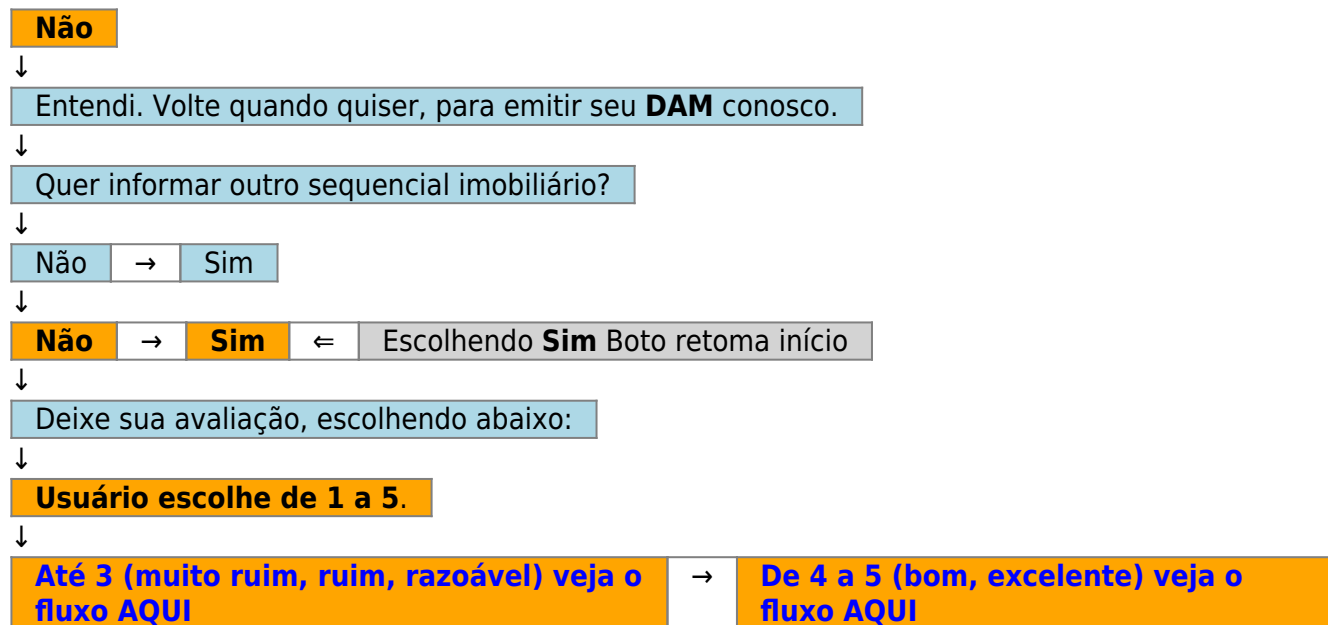 Não
↓
Entendi. Volte quando quiser, para emitir seu DAM conosco.
↓
Quer informar outro sequencial imobiliário?
↓
Não → Sim
↓
Não → Sim ⇐ Escolhendo Sim Boto retoma início
↓
Deixe sua avaliação, escolhendo abaixo:
↓
Usuário escolhe de 1 a 5.
↓
Até 3 (muito ruim, ruim, razoável) veja o → De 4 a 5 (bom, excelente) veja o
fluxo AQUI fluxo AQUI